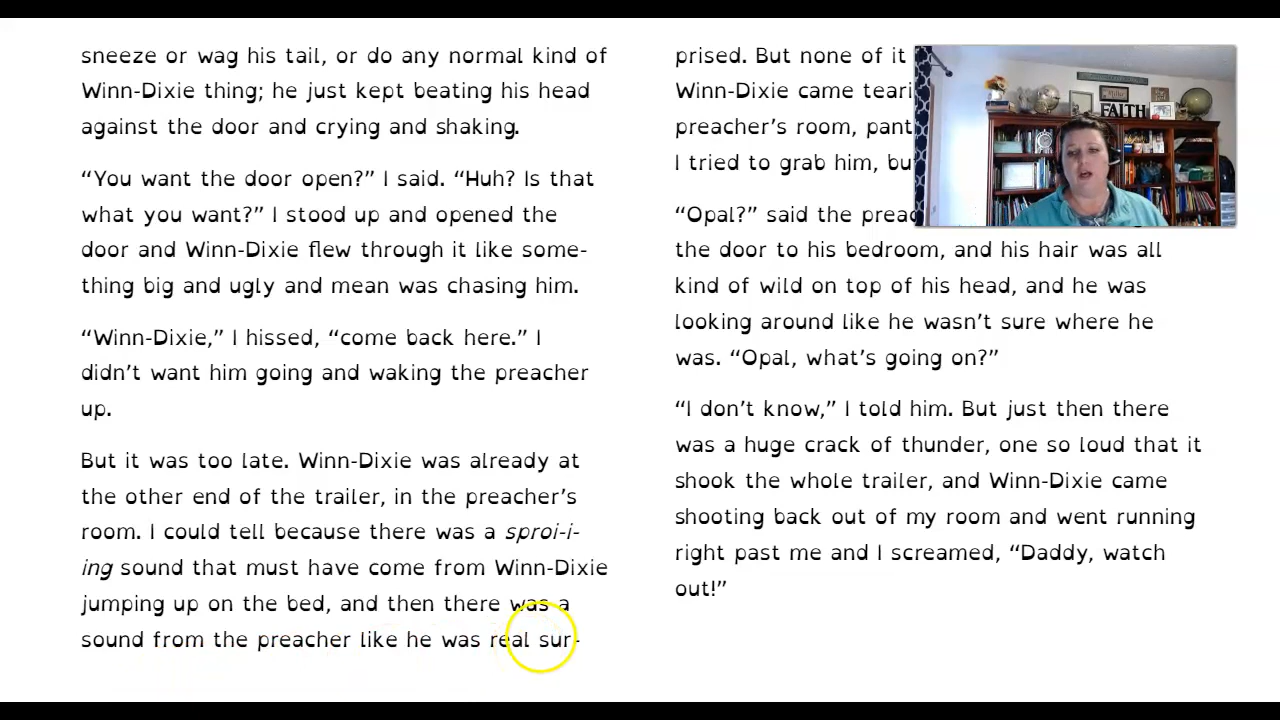 sneeze or wag his tail, or do any normal kind of
Winn-Dixie thing; he just kept beating his head
against the door and crying and shaking.
“You want the door open?” I said. “Huh? Is that
what you want?” I stood up and opened the
door and Winn-Dixie flew through it like some-
thing big and ugly and mean was chasing him.
“Winn-Dixie,” I hissed, “come back here.” I
didn’t want him going and waking the preacher
up.
But it was too late. Winn-Dixie was already at
the other end of the trailer, in the preacher’s
room. I could tell because there was a sproi-i-
ing sound that must have come from Winn-Dixie
jumping up on the bed, and then there was a
sound from the preacher like he was real sur-
prised. But none of it
Winn-Dixie came
preacher’s room,
I tried to grab him,
“Opal?” said the
the door to his bedroom, and his hair was all
kind of wild on top of his head, and he was
looking around like he wasn’t sure where he
was. “Opal, what’s going on?”
“I don’t know,” I told him. But just then there
was a huge crack of thunder, one so loud that it
shook the whole trailer, and Winn-Dixie came
shooting back out of my room and went running
right past me and I screamed, “Daddy, watch
out!”
FAITH